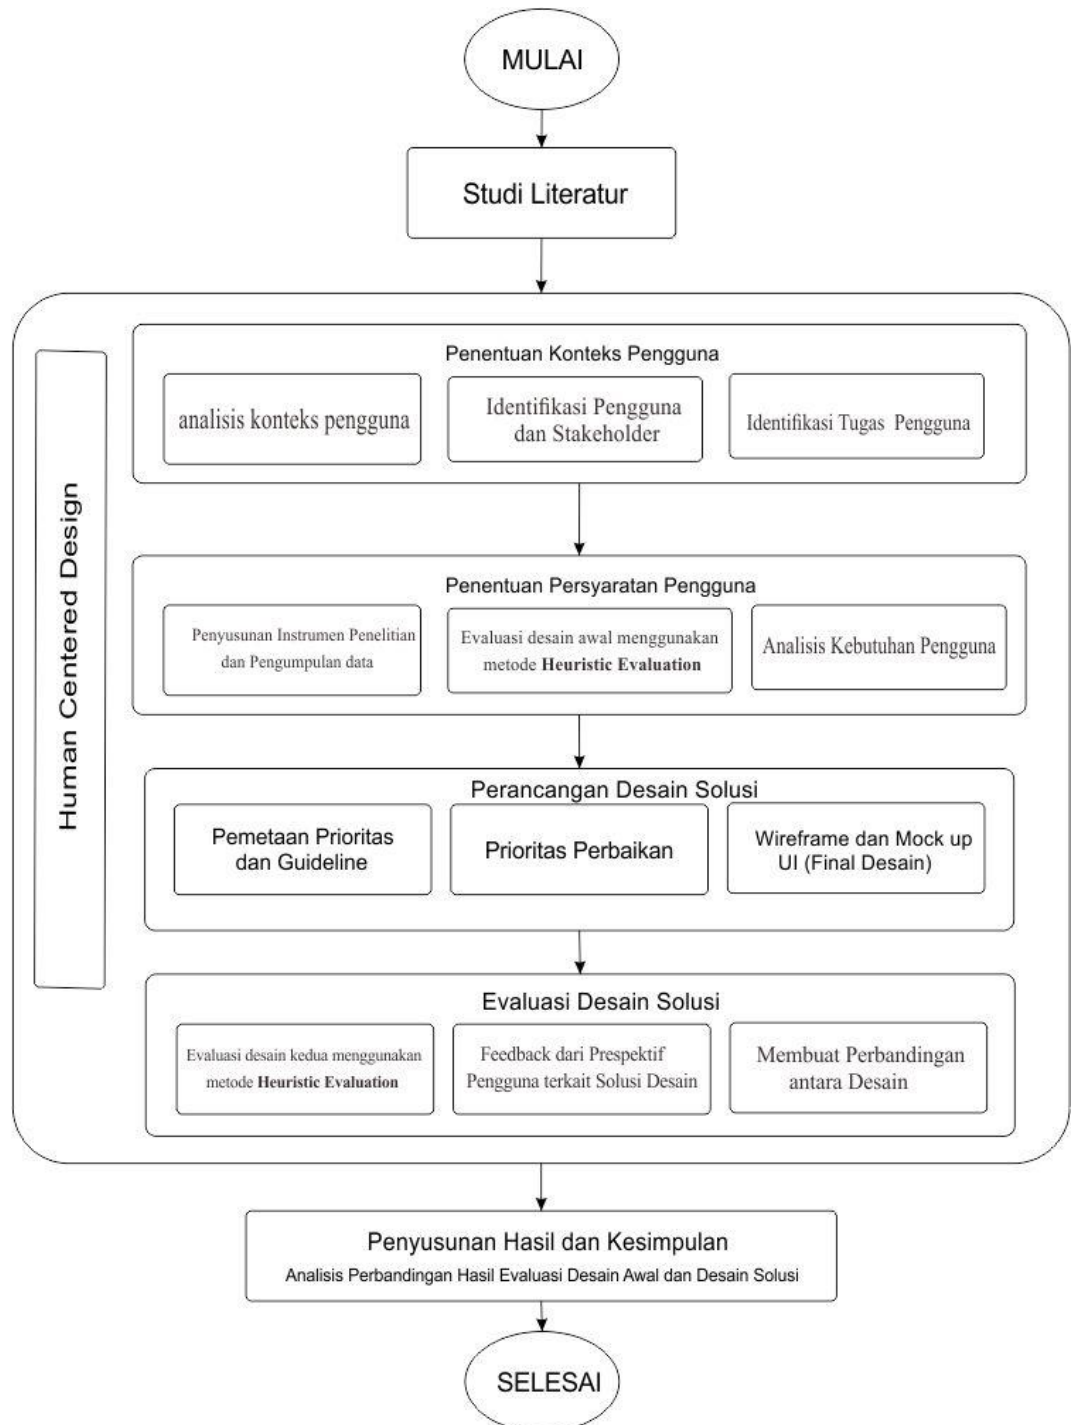 MULAI
Studi Literatur
Human Centered Design
Penentuan Konteks Pengguna
analisis konteks pengguna
Identifikasi Pengguna
dan Stakeholder
Identifikasi Tugas Pengguna
Penentuan Persyaratan Pengguna
Penyusunan Instrumen Penelitian
dan Pengumpulan data
Evaluasi desain awal menggunakan
metode Heuristic Evaluation
Analisis Kebutuhan Pengguna
Perancangan Desain Solusi
Pemetaan Prioritas
dan Guideline
Prioritas Perbaikan
Wireframe dan Mock up
UI (Final Desain)
Evaluasi Desain Solusi
Evaluasi desain kedua menggunakan
metode Heuristic Evaluation
Feedback dari Prespektif
Pengguna terkait Solusi Desain
Membuat Perbandingan
antara Desain
Penyusunan Hasil dan Kesimpulan
Analisis Perbandingan Hasil Evaluasi Desain Awal dan Desain Solusi
SELESAI